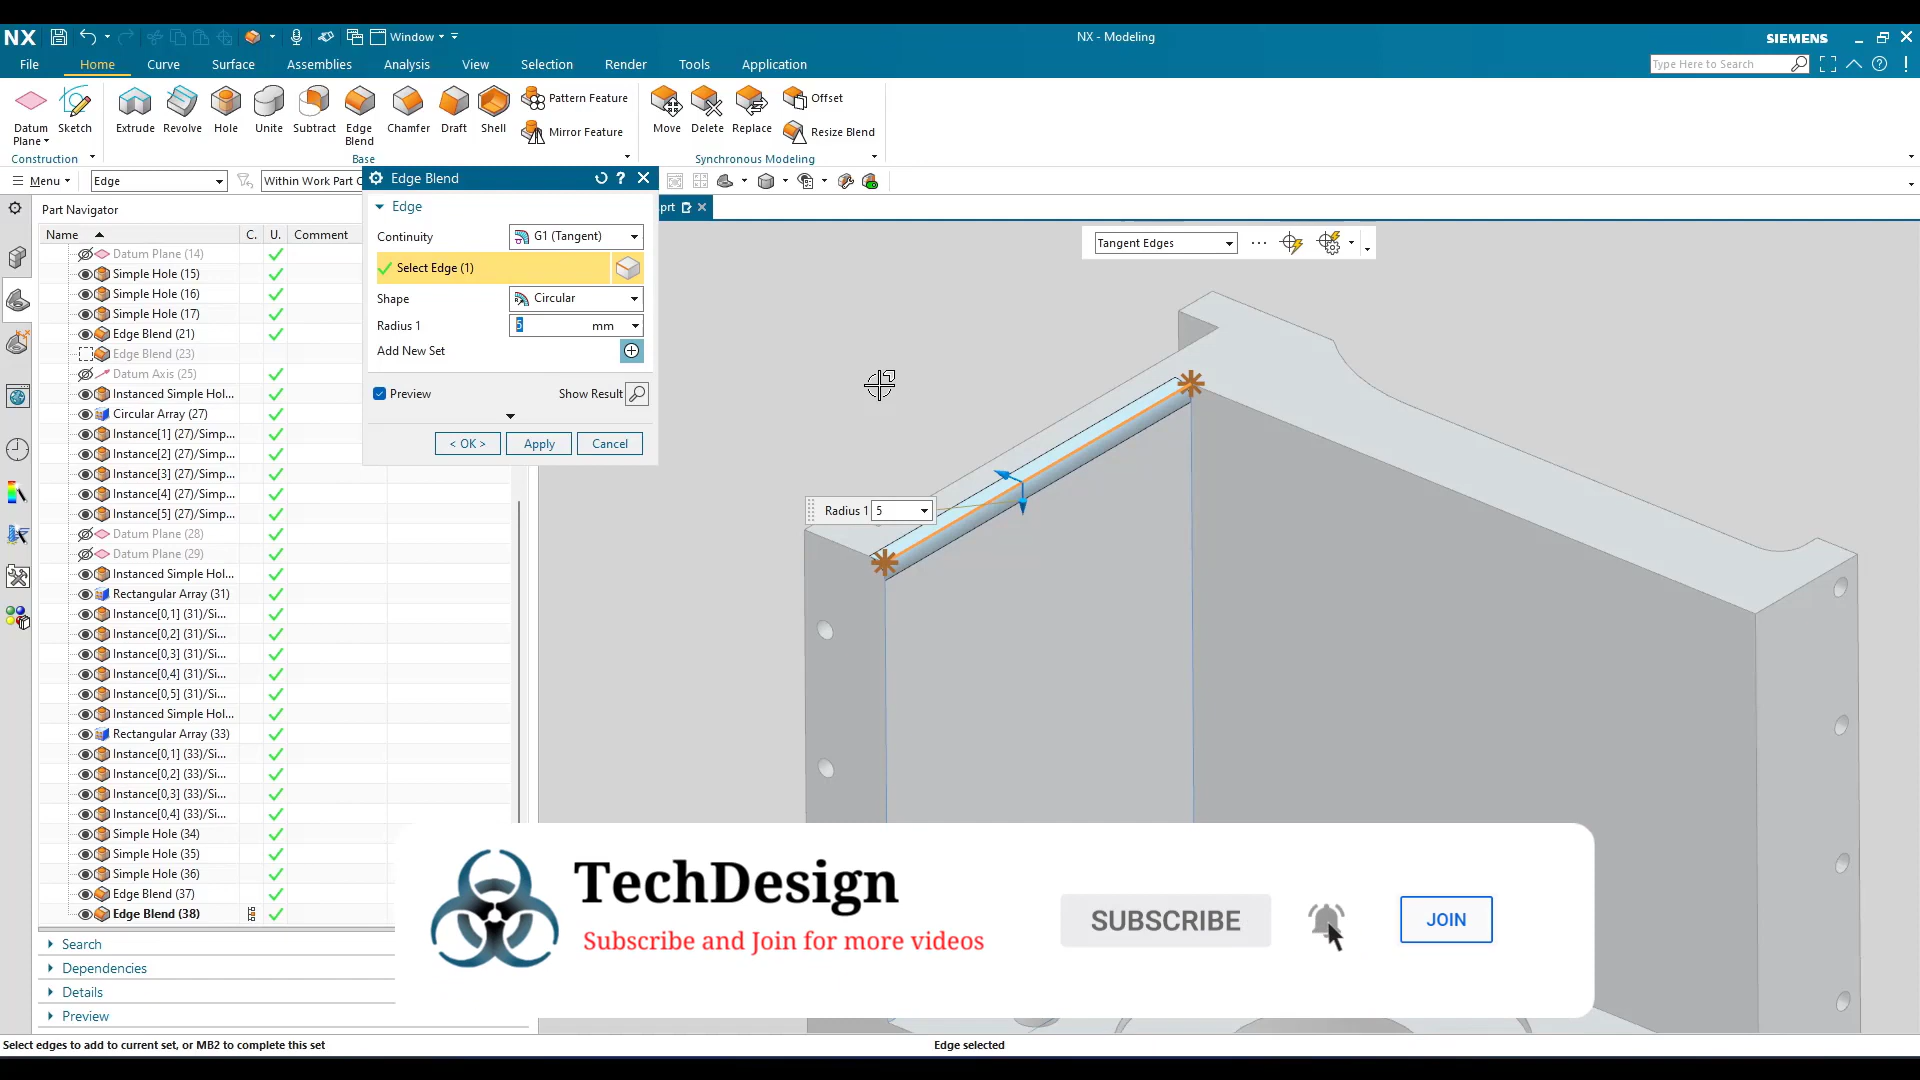 NX
Window
NX - Modeling
SIEMENS
File
Home
Curve
Surface
Assemblies
Analysis
View
Selection
Render
Tools
Application
Type Here to Search
Datum
Plane
Sketch
Extrude
Revolve
Hole
Unite
Subtract
Edge
Blend
Chamfer
Draft
Shell
Pattern Feature
Mirror Feature
Move
Delete
Replace
Offset
Resize Blend
Construction
Base
Synchronous Modeling
Menu
Edge
Within Work Part C
Edge Blend
prt
Part Navigator
Name
C.
U.
Comment
Datum Plane (14)
Simple Hole (15)
Simple Hole (16)
Simple Hole (17)
Edge Blend (21)
Edge Blend (23)
Datum Axis (25)
Instanced Simple Hol...
Circular Array (27)
Instance[1] (27)/Simp...
Instance[2] (27)/Simp...
Instance[3] (27)/Simp...
Instance[4] (27)/Simp...
Instance[5] (27)/Simp...
Datum Plane (28)
Datum Plane (29)
Instanced Simple Hol...
Rectangular Array (31)
Instance[0,1] (31)/Si...
Instance[0,2] (31)/Si...
Instance[0,3] (31)/Si...
Instance[0,4] (31)/Si...
Instance[0,5] (31)/Si...
Instanced Simple Hol...
Rectangular Array (33)
Instance[0,1] (33)/Si...
Instance[0,2] (33)/Si...
Instance[0,3] (33)/Si...
Instance[0,4] (33)/Si...
Simple Hole (34)
Simple Hole (35)
Simple Hole (36)
Edge Blend (37)
Edge Blend (38)
Search
Dependencies
Details
Preview
Edge
Continuity
G1 (Tangent)
Select Edge (1)
Shape
Circular
Radius 1
5
mm
Add New Set
Preview
Show Result
< OK >
Apply
Cancel
Tangent Edges
Radius 1
5
TechDesign
Subscribe and Join for more videos
SUBSCRIBE
JOIN
Select edges to add to current set, or MB2 to complete this set
Edge selected